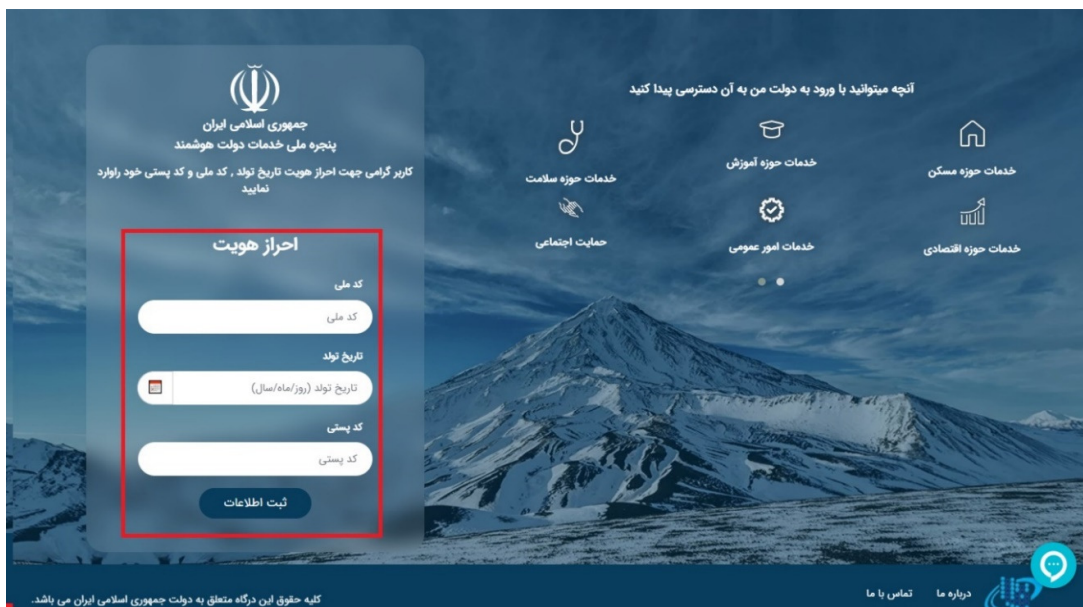 آنچه میتوانید با ورود به دولت من به آن دسترسی پیدا کنید
خدمات حوزه مسکن
خدمات حوزه آموزش
خدمات حوزه سلامت
خدمات حوزه اقتصادی
خدمات امور عمومی
حمایت اجتماعی
جمهوری اسلامی ایران
پنجره ملی خدمات دولت هوشمند
کاربر گرامی جهت احراز هویت تاریخ تولد , کد ملی و کد پستی خود راوارد
نمایید
احراز هویت
کد ملی
کد ملی
تاریخ تولد
تاریخ تولد (روز/ماه/سال)
کد پستی
کد پستی
ثبت اطلاعات
درباره ما
تماس با ما
کلیه حقوق این درگاه متعلق به دولت جمهوری اسلامی ایران می باشد.